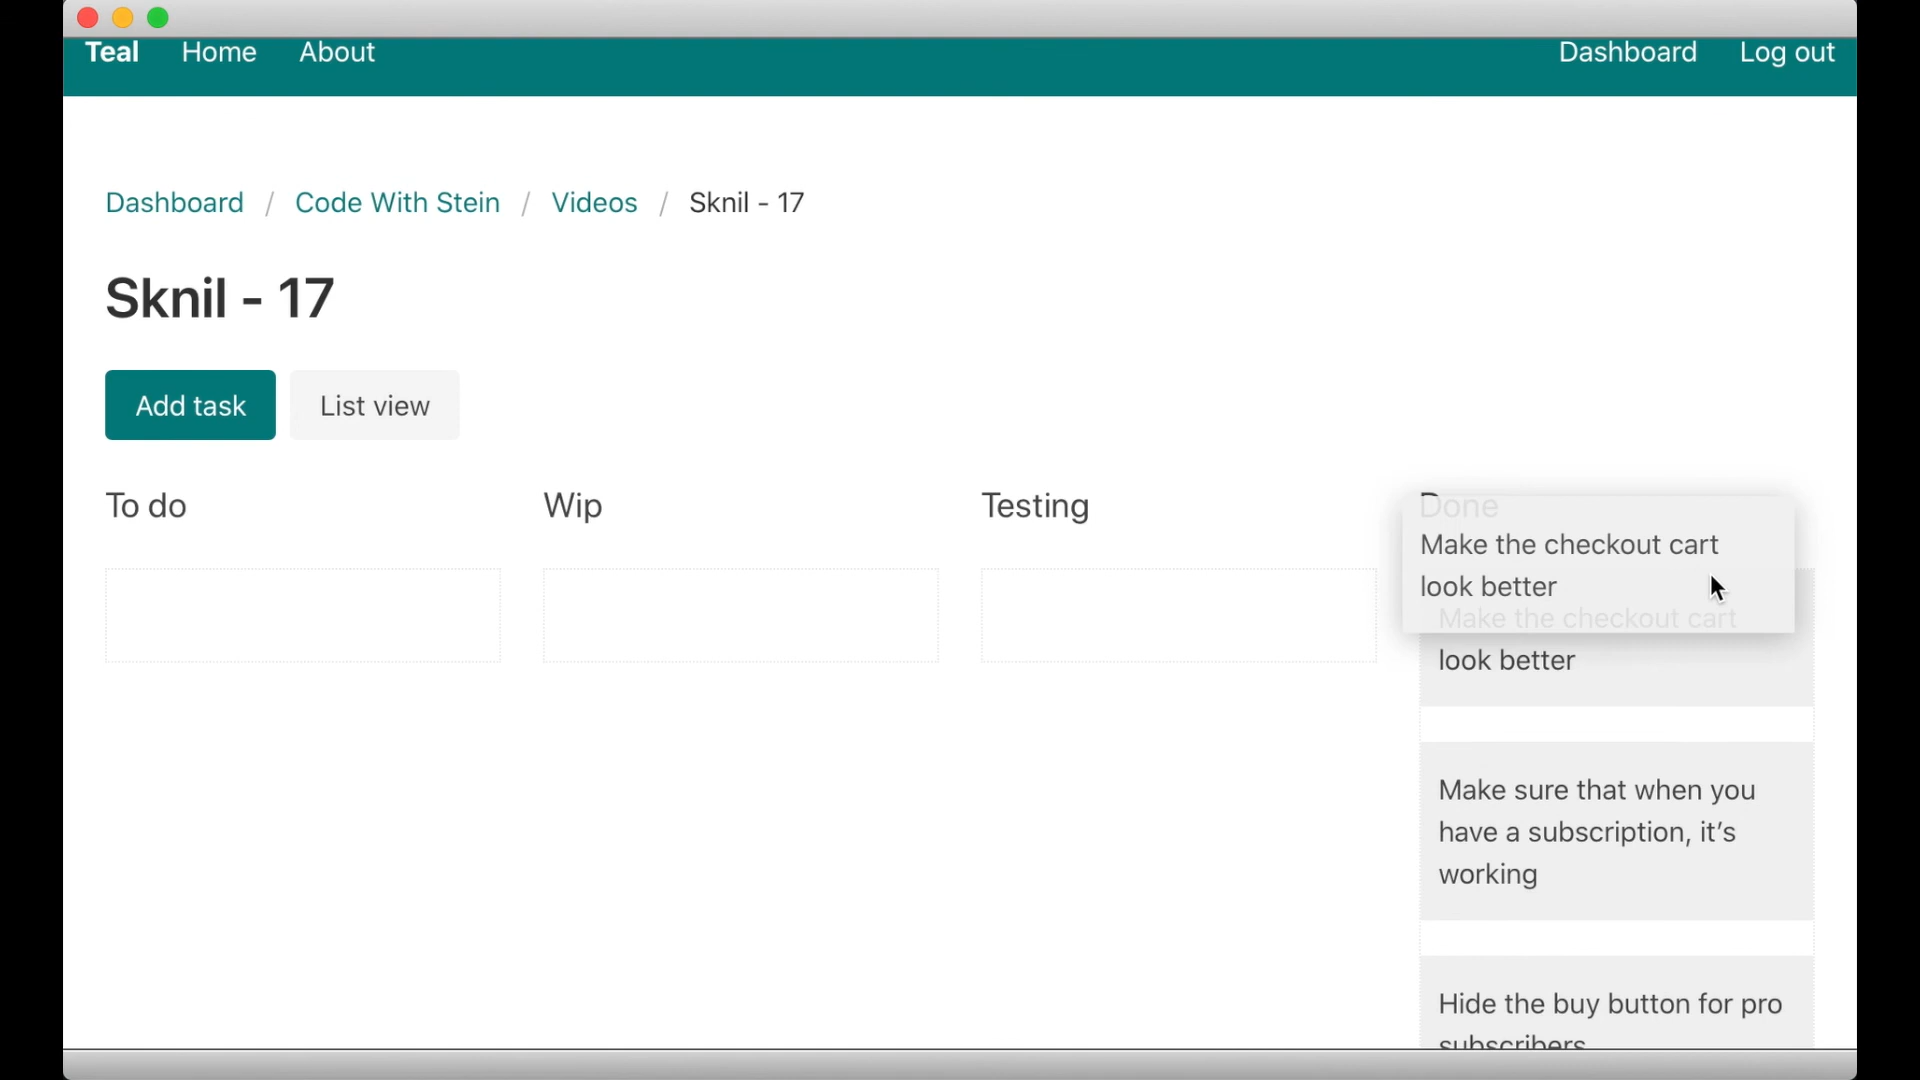 Teal Home About Dashboard Log out
Dashboard / Code With Stein / Videos / Sknil - 17
Sknil - 17
Add task List view
To do Wip Testing Done
Make the checkout cart
look better
Make the checkout cart
look better
Make sure that when you
have a subscription, it’s
working
Hide the buy button for pro
subscribers